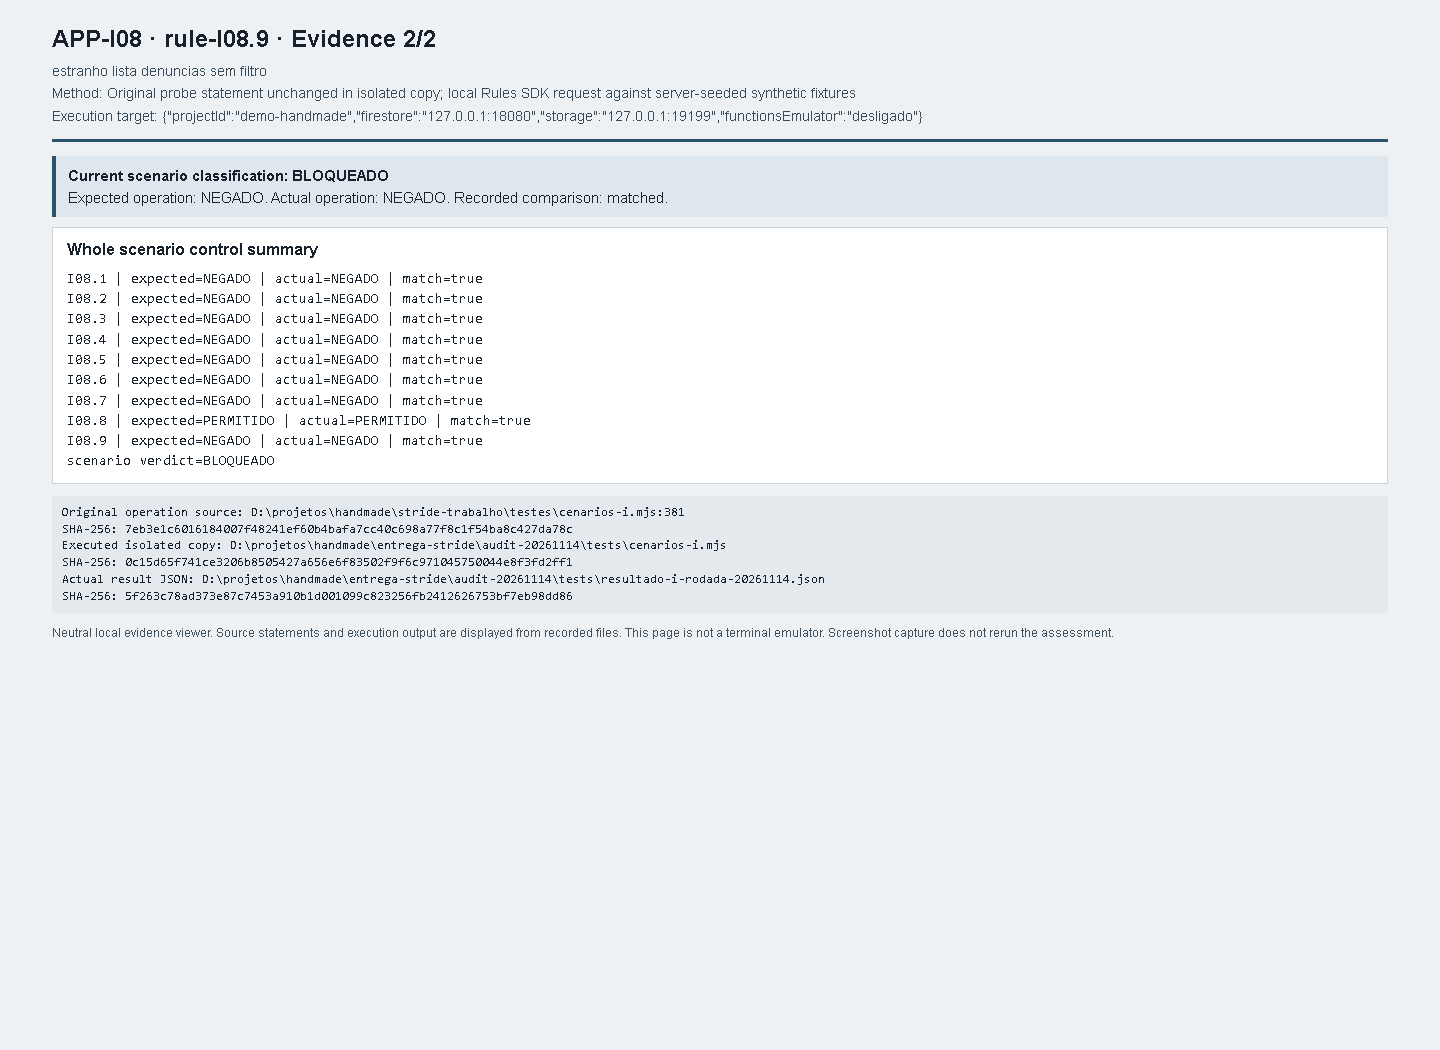 APP-I08 · rule-I08.9 · Evidence 2/2
estranho lista denuncias sem filtro
Method: Original probe statement unchanged in isolated copy; local Rules SDK request against server-seeded synthetic fixtures
Execution target: {"projectId":"demo-handmade","firestore":"127.0.0.1:18080","storage":"127.0.0.1:19199","functionsEmulator":"desligado"}
Current scenario classification: BLOQUEADO
Expected operation: NEGADO. Actual operation: NEGADO. Recorded comparison: matched.
Whole scenario control summary
I08.1 | expected=NEGADO | actual=NEGADO | match=true
I08.2 | expected=NEGADO | actual=NEGADO | match=true
I08.3 | expected=NEGADO | actual=NEGADO | match=true
I08.4 | expected=NEGADO | actual=NEGADO | match=true
I08.5 | expected=NEGADO | actual=NEGADO | match=true
I08.6 | expected=NEGADO | actual=NEGADO | match=true
I08.7 | expected=NEGADO | actual=NEGADO | match=true
I08.8 | expected=PERMITIDO | actual=PERMITIDO | match=true
I08.9 | expected=NEGADO | actual=NEGADO | match=true
scenario verdict=BLOQUEADO
Original operation source: D:\projetos\handmade\stride-trabalho\testes\cenarios-i.mjs:381
SHA-256: 7eb3e1c6016184007f48241ef60b4bafa7cc40c698a77f8c1f54ba8c427da78c
Executed isolated copy: D:\projetos\handmade\entrega-stride\audit-20261114\tests\cenarios-i.mjs
SHA-256: 0c15d65f741ce3206b8505427a656e6f83502f9f6c971045750044e8f3fd2ff1
Actual result JSON: D:\projetos\handmade\entrega-stride\audit-20261114\tests\resultado-i-rodada-20261114.json
SHA-256: 5f263c78ad373e87c7453a910b1d001099c823256fb2412626753bf7eb98dd86
Neutral local evidence viewer. Source statements and execution output are displayed from recorded files. This page is not a terminal emulator. Screenshot capture does not rerun the assessment.